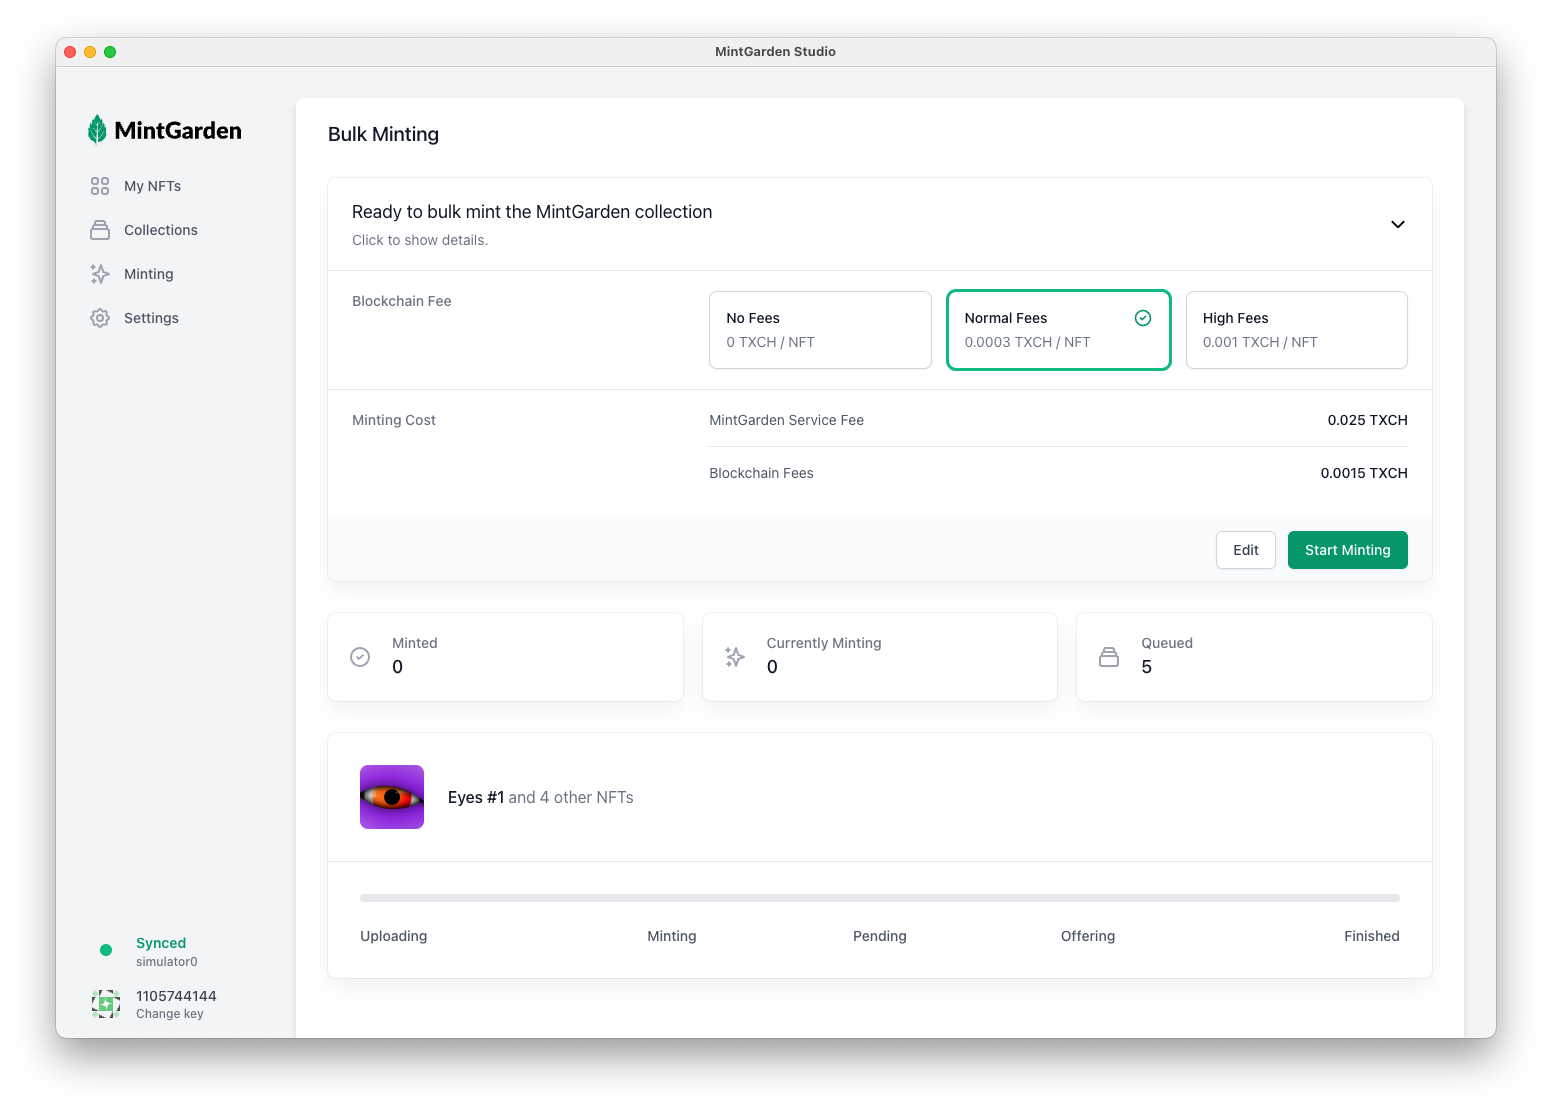 MintGarden Studio
MintGarden
My NFTs
Collections
Minting
Settings
Synced
simulator0
1105744144
Change key
Bulk Minting
Ready to bulk mint the MintGarden collection
Click to show details.
Blockchain Fee
No Fees
0 TXCH / NFT
Normal Fees
0.0003 TXCH / NFT
High Fees
0.001 TXCH / NFT
Minting Cost
MintGarden Service Fee
0.025 TXCH
Blockchain Fees
0.0015 TXCH
Edit
Start Minting
Minted
0
Currently Minting
0
Queued
5
Eyes #1 and 4 other NFTs
Uploading
Minting
Pending
Offering
Finished